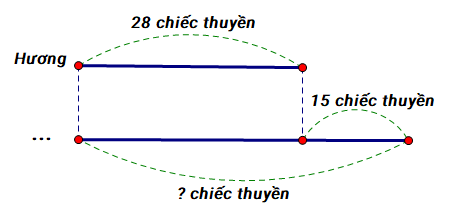 28 chiếc thuyền
Hương
15 chiếc thuyền
...
? chiếc thuyền